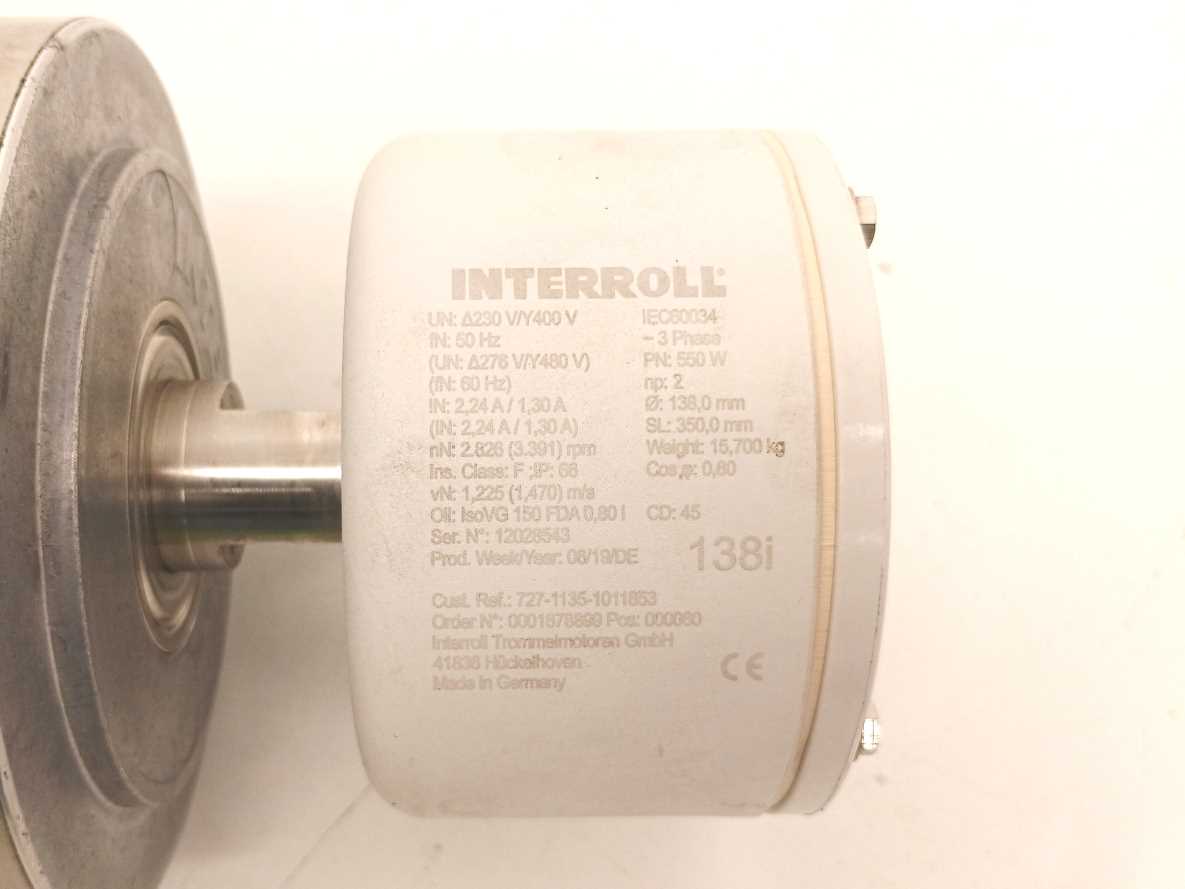 INTERROLL
UN: Δ230 V/Y400 V IEC60034
fN: 50 Hz ~ 3 Phase
(UN: Δ276 V/Y480 V) PN: 550 W
(fN: 60 Hz) np: 2
IN: 2,24 A / 1,30 A Ø: 138,0 mm
(IN: 2,24 A / 1,30 A) SL: 350,0 mm
nN: 2.826 (3.391) rpm Weight: 15,700 kg
Ins. Class: F ;IP: 66 Cos φ: 0,80
vN: 1,225 (1,470) m/s
Oil: IsoVG 150 FDA 0,80 l CD: 45
Ser. N°: 12028543
Prod. Week/Year: 06/19/DE 138i
Cust. Ref.: 727-1135-1011853
Order N°: 0001878899 Pos: 000060
Interroll Trommelmotoren GmbH
41836 Hückelhoven CE
Made in Germany